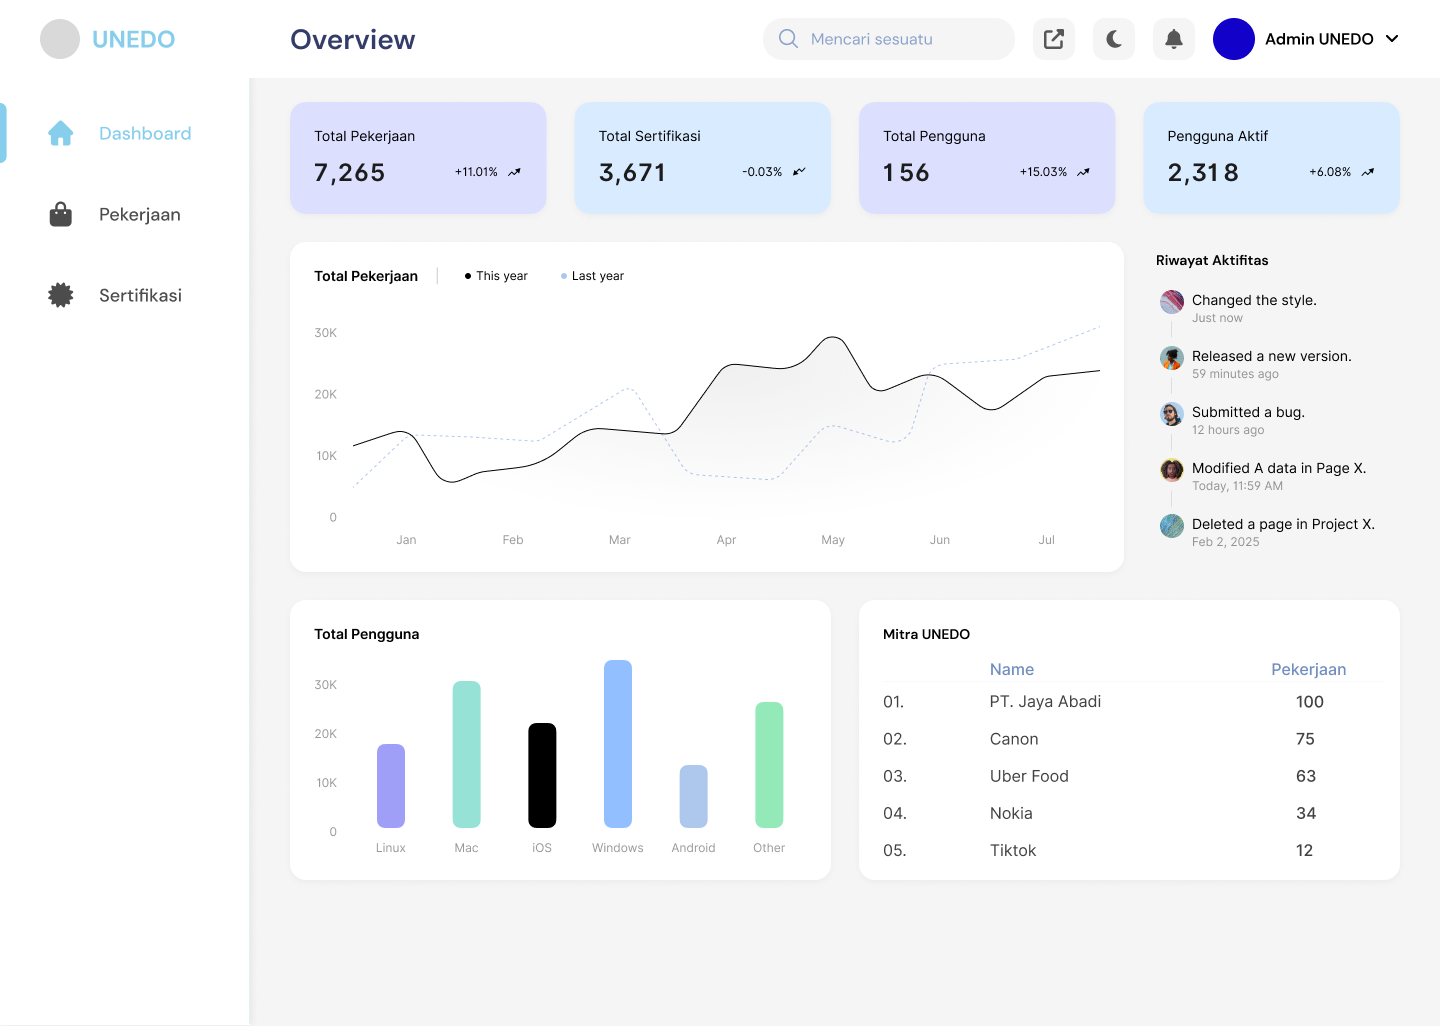 UNEDO
Overview
Mencari sesuatu
Admin UNEDO
Dashboard
Pekerjaan
Sertifikasi
Total Pekerjaan
7,265
+11.01%
Total Sertifikasi
3,671
-0.03%
Total Pengguna
156
+15.03%
Pengguna Aktif
2,318
+6.08%
Total Pekerjaan
This year
Last year
30K
20K
10K
0
Jan Feb Mar Apr May Jun Jul
Riwayat Aktifitas
Changed the style.
Just now
Released a new version.
59 minutes ago
Submitted a bug.
12 hours ago
Modified A data in Page X.
Today, 11:59 AM
Deleted a page in Project X.
Feb 2, 2025
Total Pengguna
30K
20K
10K
0
Linux Mac iOS Windows Android Other
Mitra UNEDO
Name Pekerjaan
01. PT. Jaya Abadi 100
02. Canon 75
03. Uber Food 63
04. Nokia 34
05. Tiktok 12